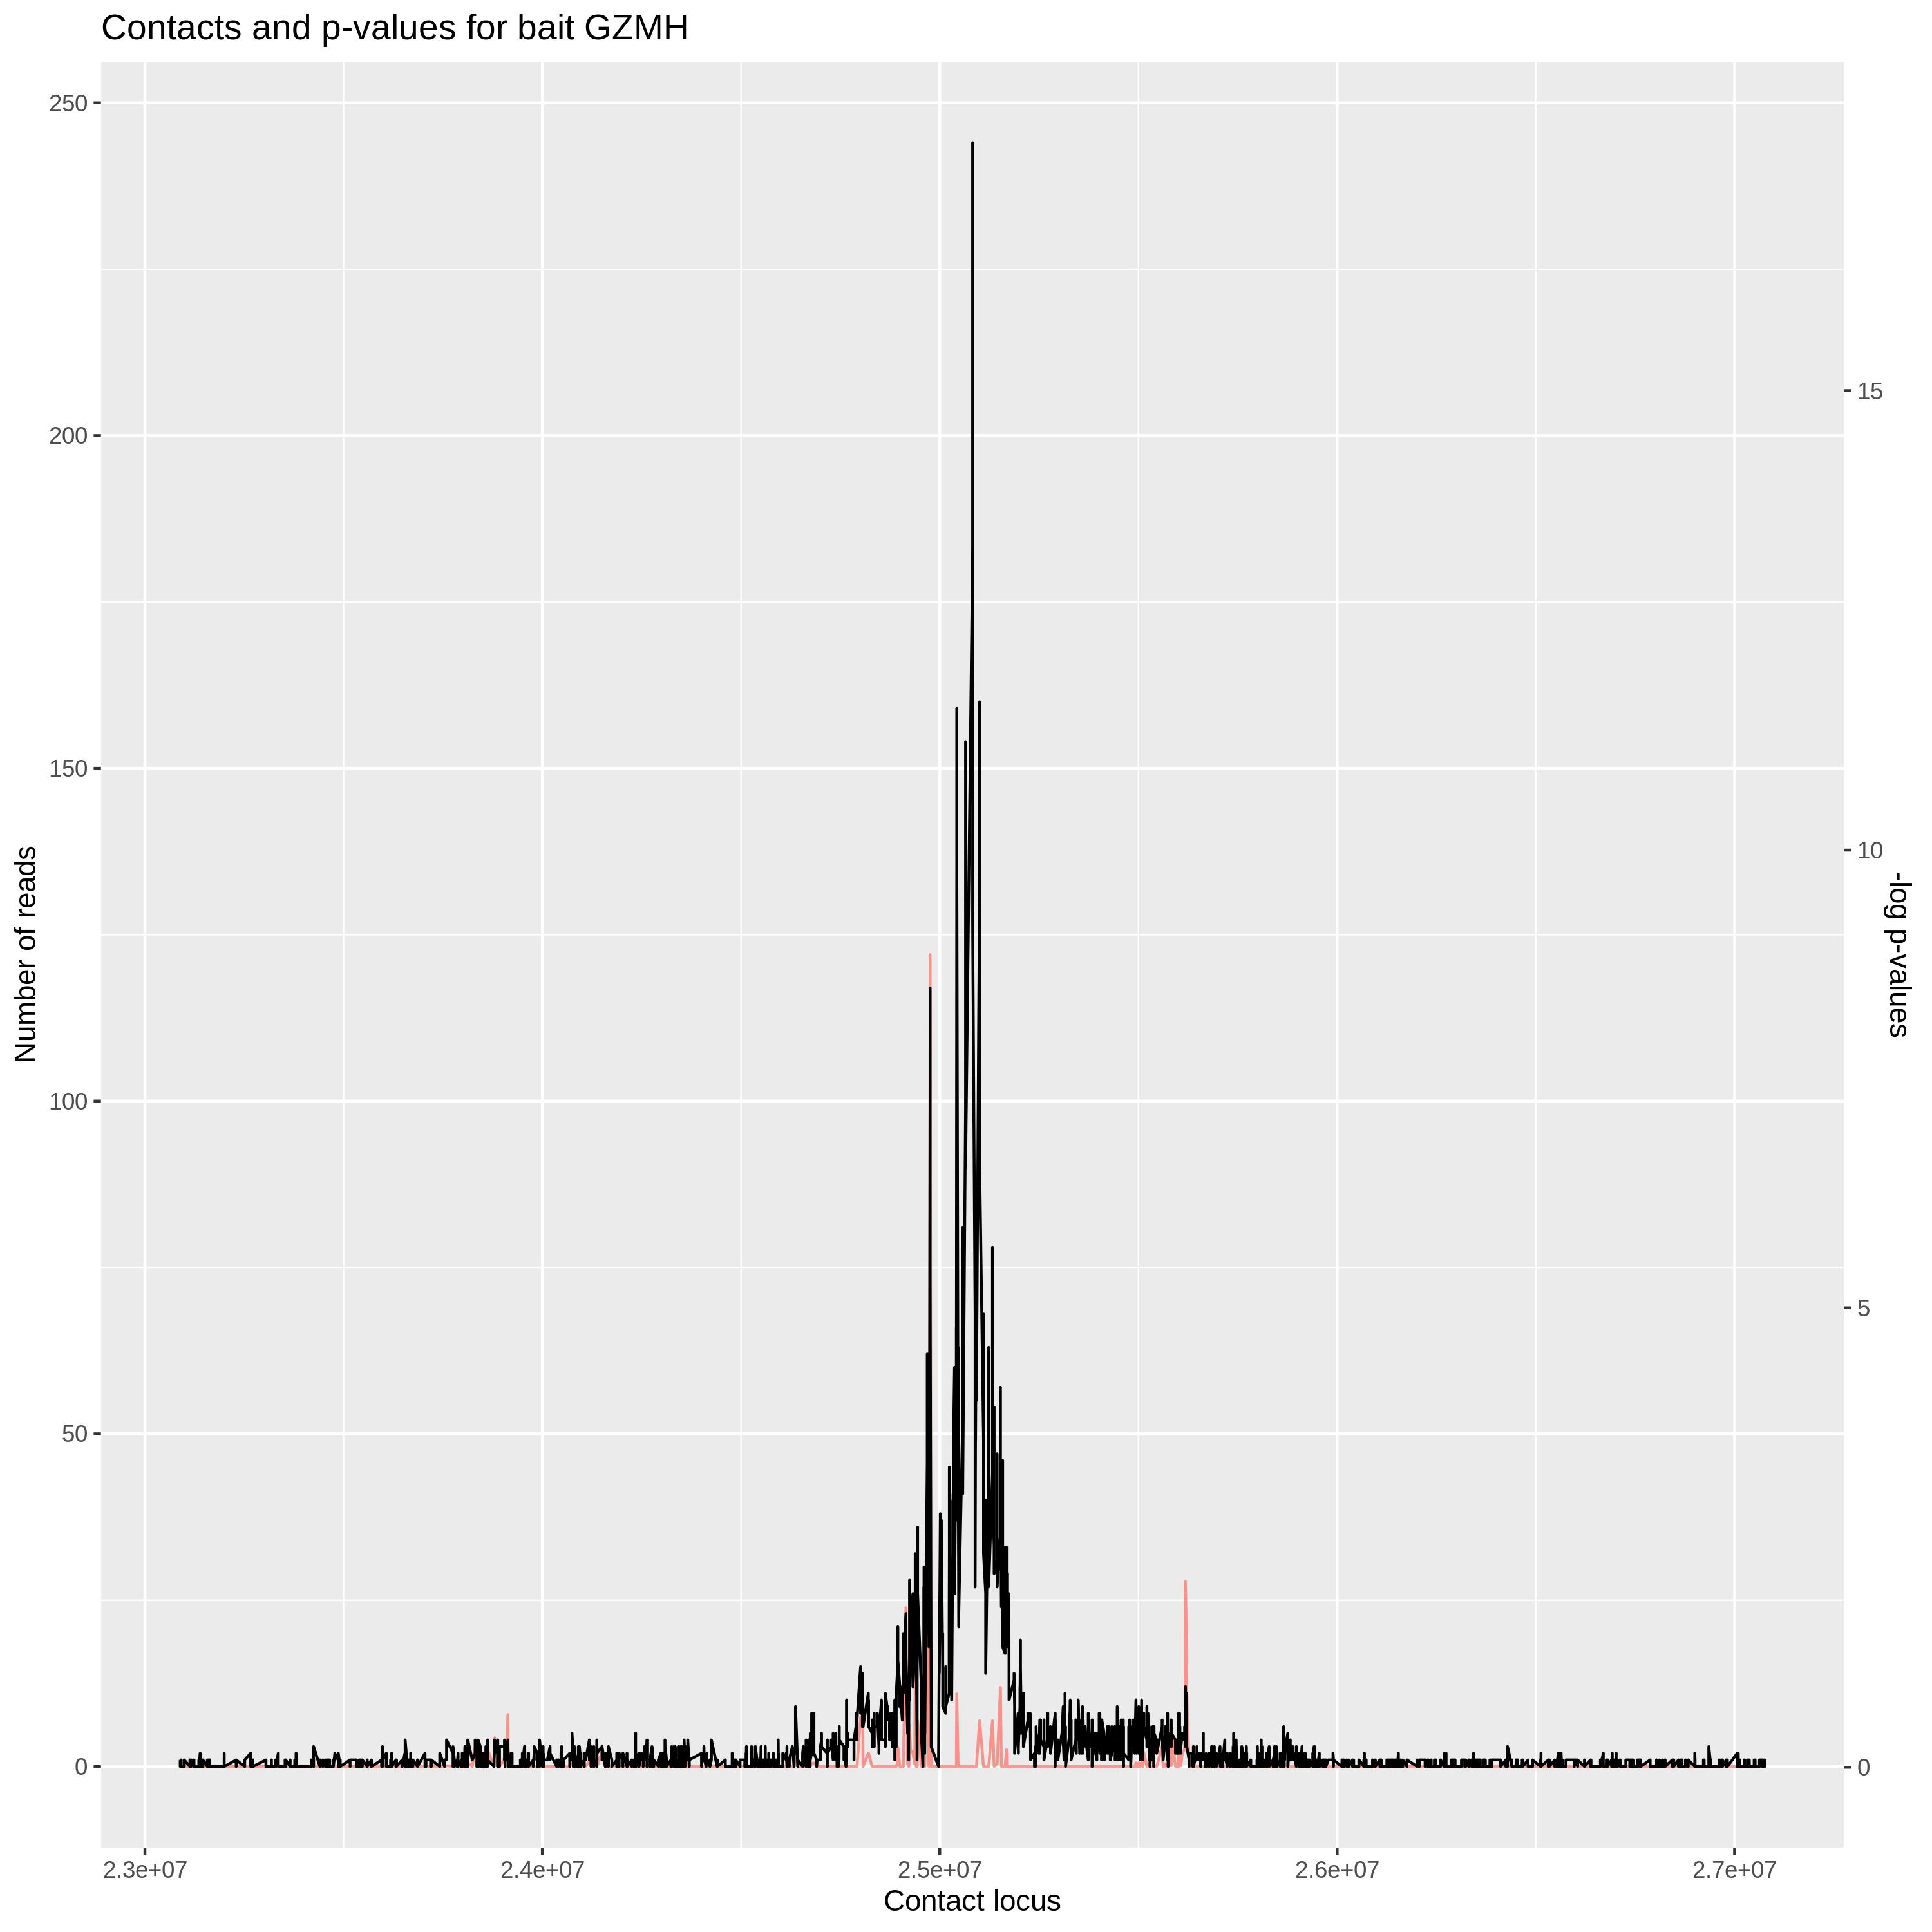 Contacts and p-values for bait GZMH
250
200
150
100
50
0
Number of reads
15
10
5
0
-log p-values
2.3e+07
2.4e+07
2.5e+07
2.6e+07
2.7e+07
Contact locus